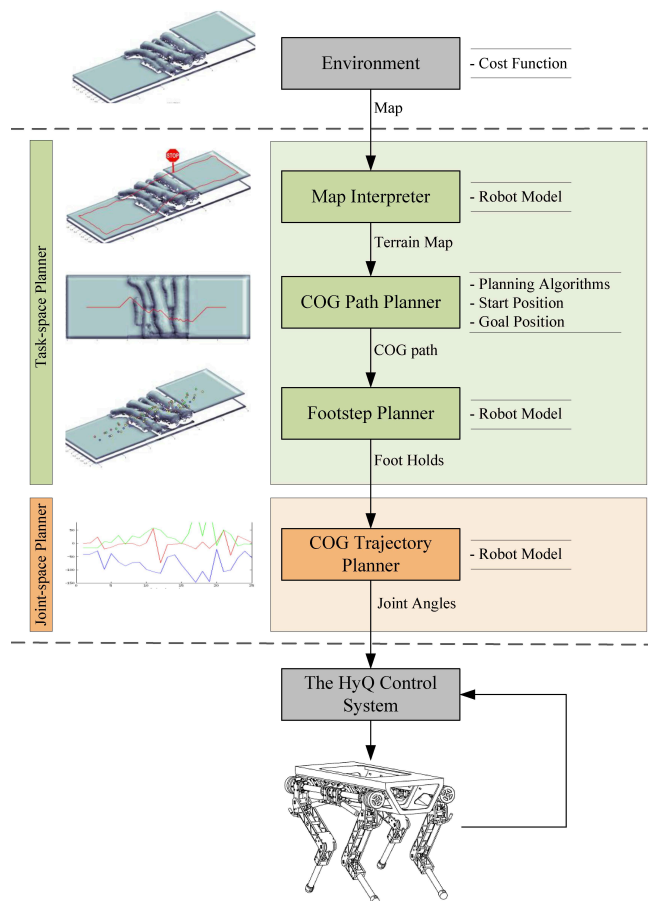 Environment
- Cost Function
Map
STOP
Task-space Planner
Map Interpreter
- Robot Model
Terrain Map
COG Path Planner
- Planning Algorithms
- Start Position
- Goal Position
COG path
Footstep Planner
- Robot Model
Foot Holds
Joint-space Planner
COG Trajectory
Planner
- Robot Model
Joint Angles
The HyQ Control
System